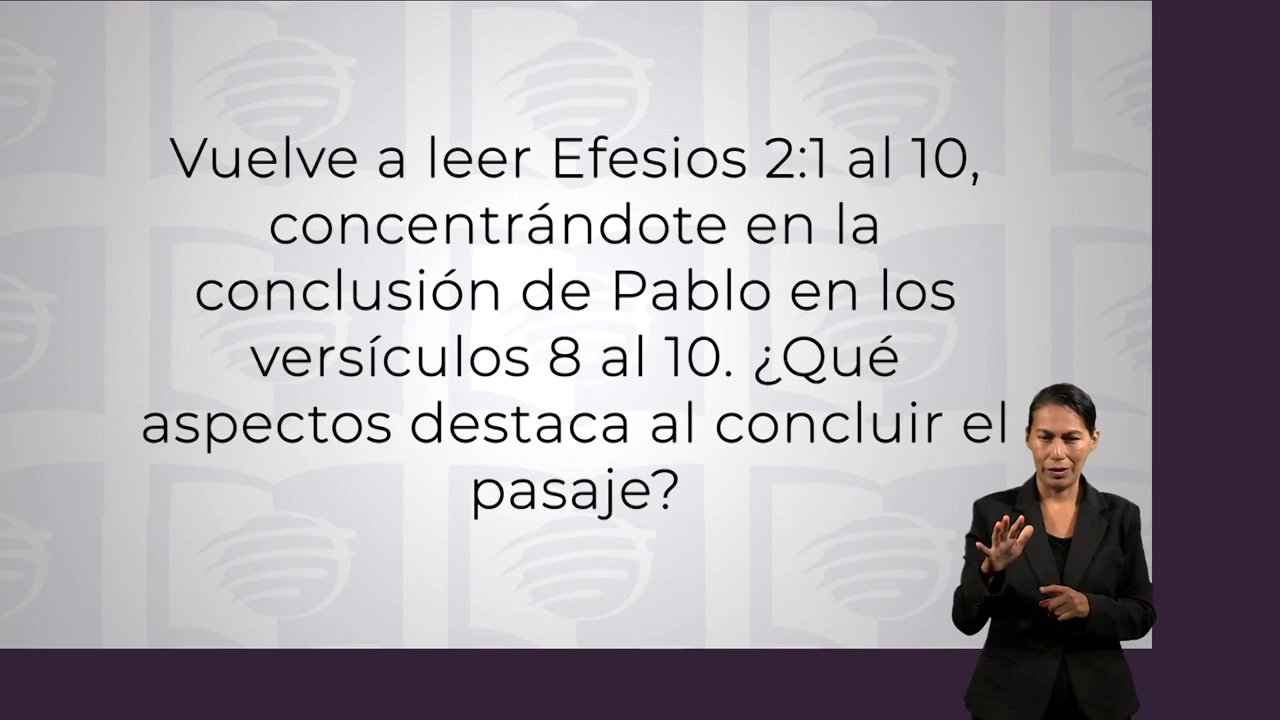 Vuelve a leer Efesios 2:1 al 10,
concentrándote en la
conclusión de Pablo en los
versículos 8 al 10. ¿Qué
aspectos destaca al concluir el
pasaje?